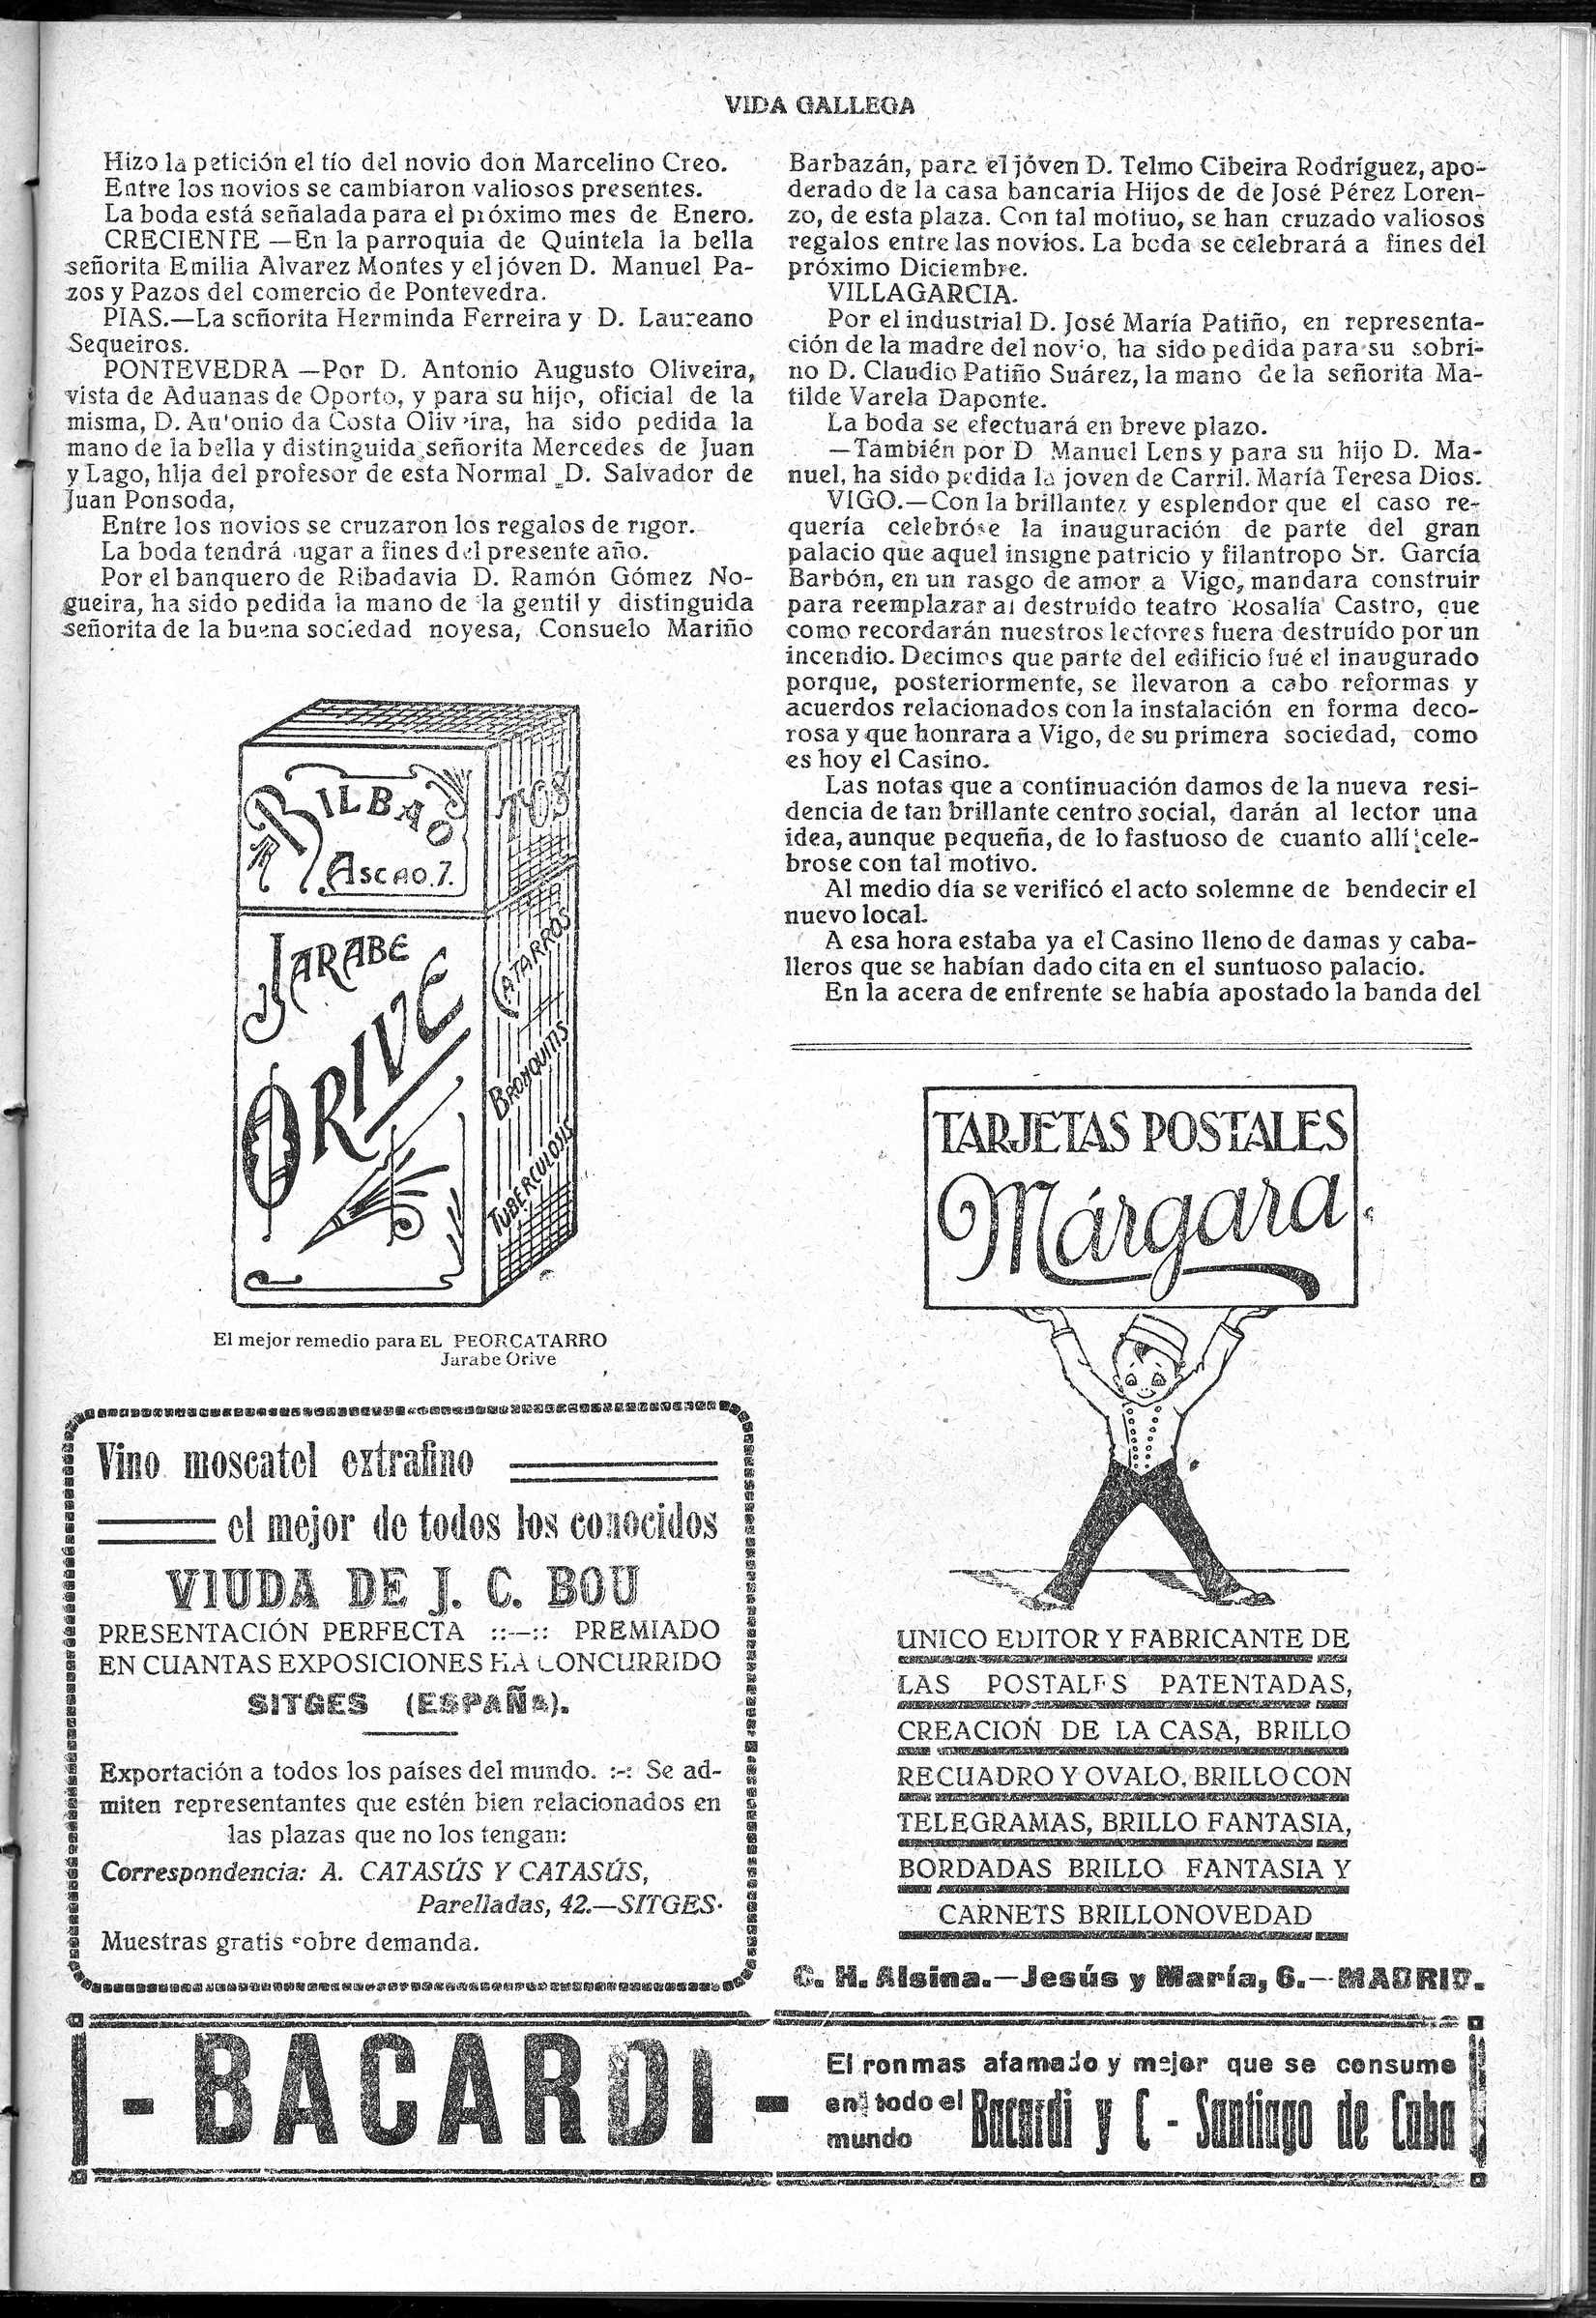 VIDA GALLEGA
Hizo la petición el tío del novio don Marcelino Creo.
Entre los novios se cambiaron valiosos presentes.
La boda está señalada para el próximo mes de Enero.
CRECIENTE —En la parroquia de Quintela la bella
señorita Emilia Alvarez Montes y el jóven D. Manuel Pa-
zos y Pazos del comercio de Pontevedra.
PIAS.—La señorita Herminda Ferreira y D. Laureano
Sequeiros.
PONTEVEDRA —Por D. Antonio Augusto Oliveira,
vista de Aduanas de Oporto, y para su hijo, oficial de la
misma, D. Antonio da Costa Oliveira, ha sido pedida la
mano de la bella y distinguida señorita Mercedes de Juan
y Lago, hija del profesor de esta Normal D. Salvador de
Juan Ponsoda,
Entre los novios se cruzaron los regalos de rigor.
La boda tendrá lugar a fines del presente año.
Por el banquero de Ribadavia D. Ramón Gómez No-
gueira, ha sido pedida la mano de la gentil y distinguida
señorita de la buena sociedad noyesa, Consuelo Mariño
BILBAO
ASCAO. 7.
TOS
JARABE
ORIVE
CATARROS
BRONQUITIS
TUBERCULÓSIS
El mejor remedio para EL PEOR CATARRO
Jarabe Orive
Vino moscatel extrafino
el mejor de todos los conocidos
VIUDA DE J. C. BOU
PRESENTACIÓN PERFECTA ::—:: PREMIADO
EN CUANTAS EXPOSICIONES HA CONCURRIDO
SITGES (ESPAÑA).
Exportación a todos los países del mundo. :-: Se ad-
miten representantes que estén bien relacionados en
las plazas que no los tengan:
Correspondencia: A. CATASÚS Y CATASÚS,
Parelladas, 42.—SITGES.
Muestras gratis sobre demanda.
Barbazán, para el jóven D. Telmo Cibeira Rodríguez, apo-
derado de la casa bancaria Hijos de de José Pérez Loren-
zo, de esta plaza. Con tal motiuo, se han cruzado valiosos
regalos entre las novios. La boda se celebrará a fines del
próximo Diciembre.
VILLAGARCIA.
Por el industrial D. José María Patiño, en representa-
ción de la madre del novio, ha sido pedida para su sobri-
no D. Claudio Patiño Suárez, la mano de la señorita Ma-
tilde Varela Daponte.
La boda se efectuará en breve plazo.
—También por D Manuel Lens y para su hijo D. Ma-
nuel, ha sido pedida la joven de Carril. María Teresa Dios.
VIGO.—Con la brillantez y esplendor que el caso re-
quería celebróse la inauguración de parte del gran
palacio que aquel insigne patricio y filantropo Sr. García
Barbón, en un rasgo de amor a Vigo, mandara construir
para reemplazar al destruído teatro Rosalía Castro, que
como recordarán nuestros lectores fuera destruído por un
incendio. Decimos que parte del edificio fué el inaugurado
porque, posteriormente, se llevaron a cabo reformas y
acuerdos relacionados con la instalación en forma deco-
rosa y que honrara a Vigo, de su primera sociedad, como
es hoy el Casino.
Las notas que a continuación damos de la nueva resi-
dencia de tan brillante centro social, darán al lector una
idea, aunque pequeña, de lo fastuoso de cuanto allí cele-
brose con tal motivo.
Al medio día se verificó el acto solemne de bendecir el
nuevo local.
A esa hora estaba ya el Casino lleno de damas y caba-
lleros que se habían dado cita en el suntuoso palacio.
En la acera de enfrente se había apostado la banda del
TARJETAS POSTALES
Márgara
UNICO EDITOR Y FABRICANTE DE
LAS POSTALES PATENTADAS,
CREACION DE LA CASA, BRILLO
RECUADRO Y OVALO, BRILLO CON
TELEGRAMAS, BRILLO FANTASIA,
BORDADAS BRILLO FANTASIA Y
CARNETS BRILLONOVEDAD
C. H. Alsina.—Jesús y María, 6.—MADRID.
- BACARDI -
El ron mas afamado y mejor que se consume
en todo el
mundo
Bacardi y C - Santiago de Cuba